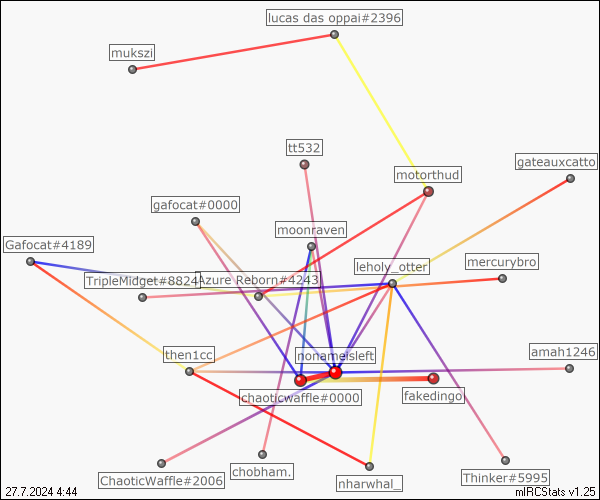 lucas das oppai#2396
mukszi
tt532
gateauxcatto
motorthud
gafocat#0000
moonraven
Gafocat#4189
leholy_otter
mercurybro
TripleMidget#8824
Azure Reborn#4243
then1cc
nonameisleft
amah1246
chaoticwaffle#0000
fakedingo
ChaoticWaffle#2006
chobham.
nharwhal_
Thinker#5995
27.7.2024 4:44
mIRCStats v1.25